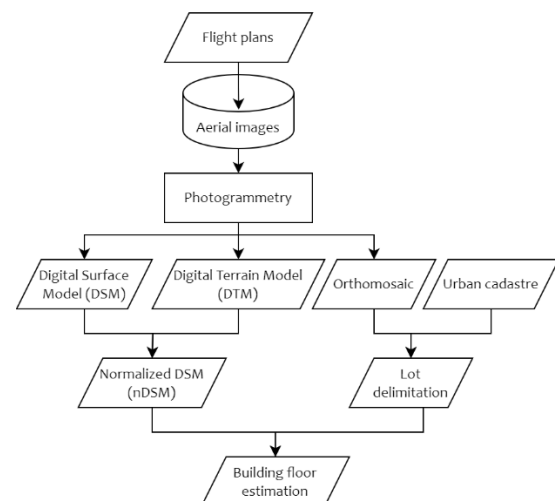 Flight plans
Aerial images
Photogrammetry
Digital Surface
Model (DSM)
Digital Terrain Model
(DTM)
Orthomosaic
Urban cadastre
Normalized DSM
(nDSM)
Lot
delimitation
Building floor
estimation